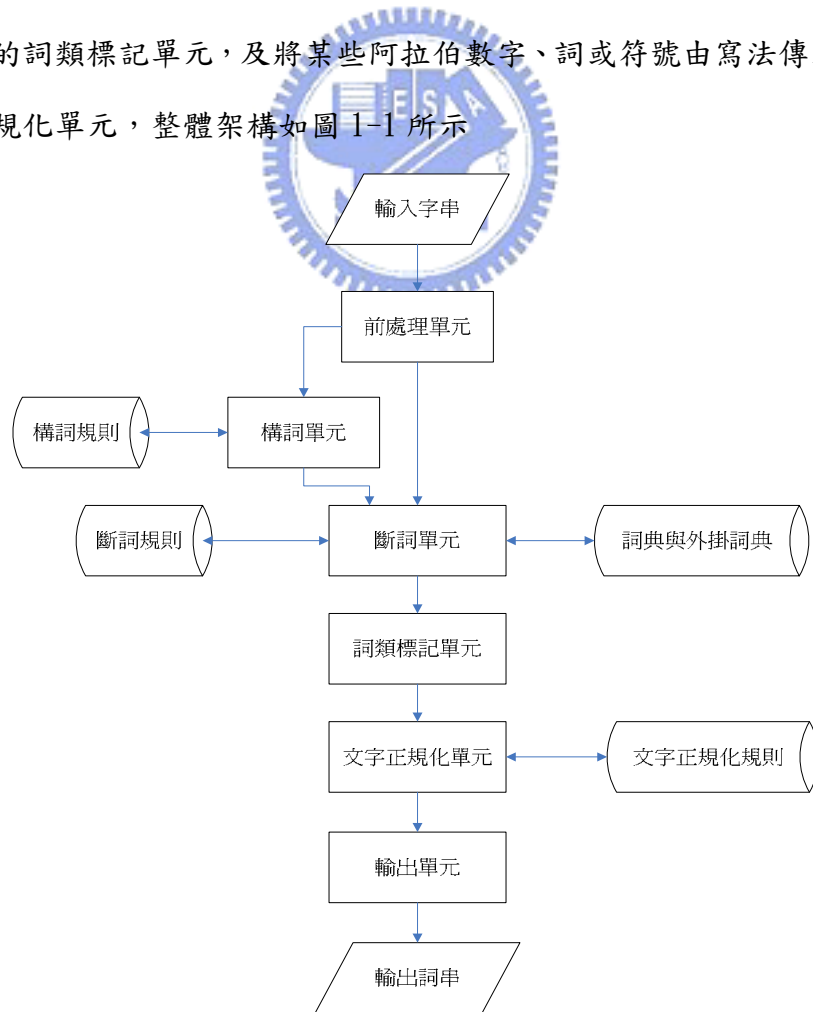 的詞類標記單元，及將某些阿拉伯數字、詞或符號由寫法傳
規化單元，整體架構如圖 1-1 所示
E S A
輸入字串
前處理單元
構詞規則
構詞單元
斷詞規則
斷詞單元
詞典與外掛詞典
詞類標記單元
文字正規化單元
文字正規化規則
輸出單元
輸出詞串